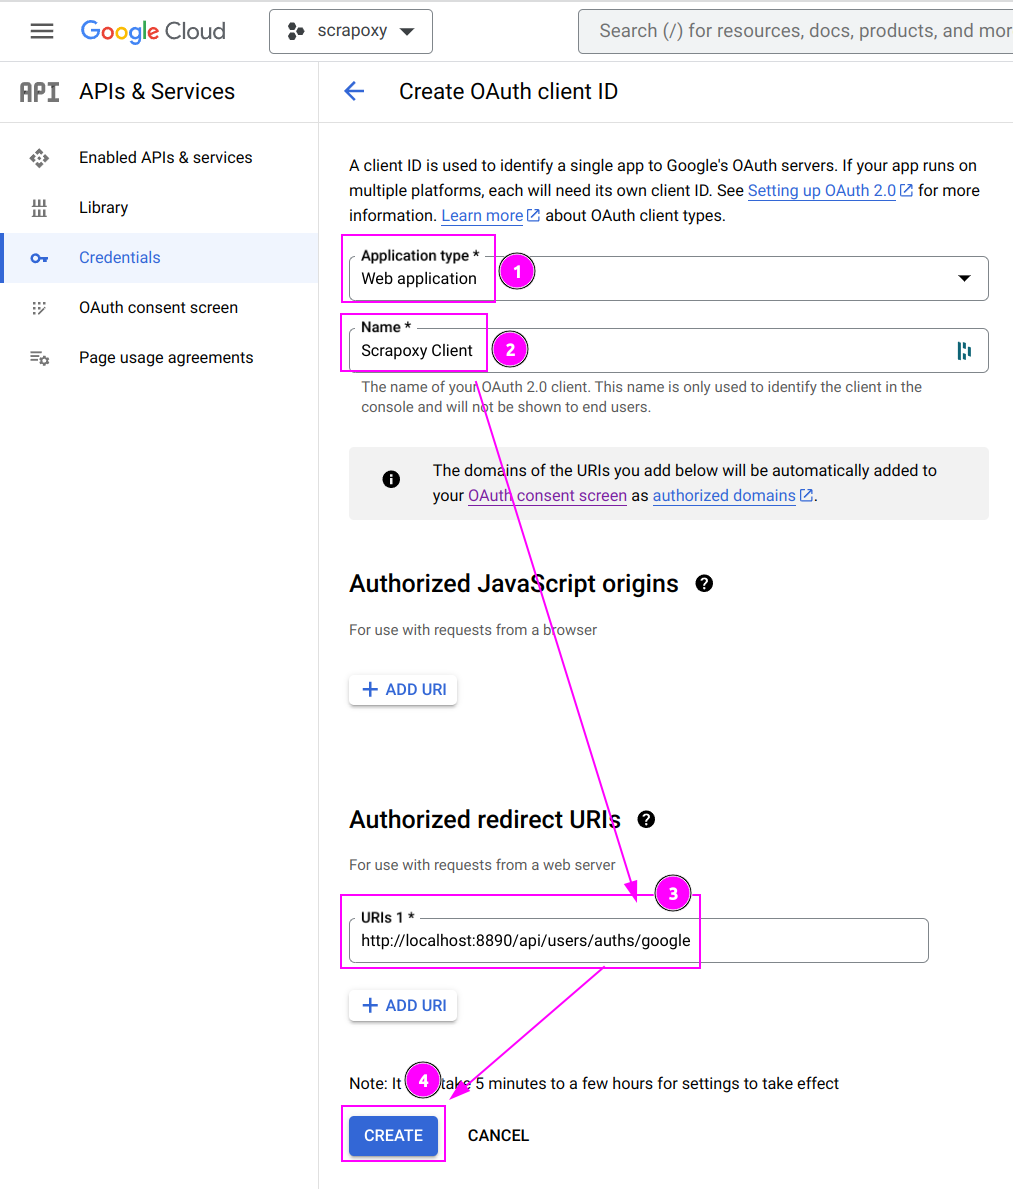 Google Cloud
scrapoxy
Search (/) for resources, docs, products, and mor
API
APIs & Services
Create OAuth client ID
Enabled APIs & services
Library
Credentials
OAuth consent screen
Page usage agreements
A client ID is used to identify a single app to Google's OAuth servers. If your app runs on
multiple platforms, each will need its own client ID. See Setting up OAuth 2.0 for more
information. Learn more about OAuth client types.
Application type *
Web application
1
Name *
Scrapoxy Client
2
The name of your OAuth 2.0 client. This name is only used to identify the client in the
console and will not be shown to end users.
The domains of the URIs you add below will be automatically added to
your OAuth consent screen as authorized domains.
Authorized JavaScript origins
For use with requests from a browser
ADD URI
Authorized redirect URIs
For use with requests from a web server
3
URIs 1 *
http://localhost:8890/api/users/auths/google
ADD URI
Note: It take 5 minutes to a few hours for settings to take effect
4
CREATE
CANCEL